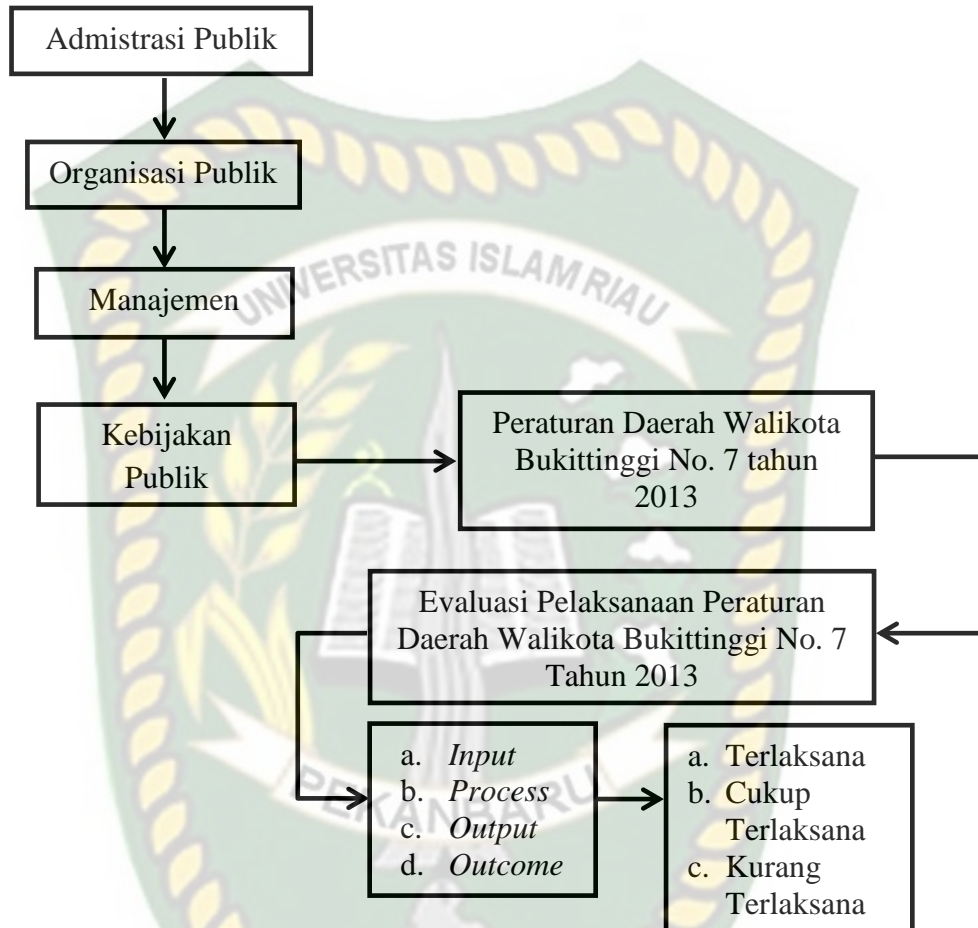 Admistrasi Publik
Organisasi Publik
UNIVERSITAS ISLAM RIAU
Manajemen
Kebijakan
Publik
Peraturan Daerah Walikota
Bukittinggi No. 7 tahun
2013
Evaluasi Pelaksanaan Peraturan
Daerah Walikota Bukittinggi No. 7
Tahun 2013
a. Input
b. Process
c. Output
d. Outcome
a. Terlaksana
b. Cukup
Terlaksana
c. Kurang
Terlaksana
PEKANBARU